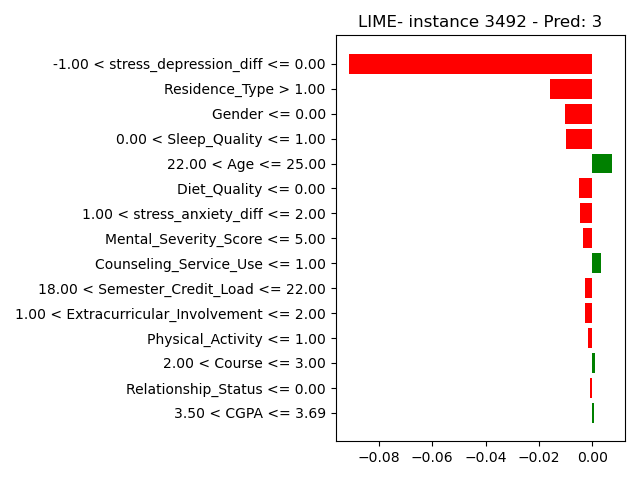 LIME- instance 3492 - Pred: 3
-1.00 < stress_depression_diff <= 0.00
Residence_Type > 1.00
Gender <= 0.00
0.00 < Sleep_Quality <= 1.00
22.00 < Age <= 25.00
Diet_Quality <= 0.00
1.00 < stress_anxiety_diff <= 2.00
Mental_Severity_Score <= 5.00
Counseling_Service_Use <= 1.00
18.00 < Semester_Credit_Load <= 22.00
1.00 < Extracurricular_Involvement <= 2.00
Physical_Activity <= 1.00
2.00 < Course <= 3.00
Relationship_Status <= 0.00
3.50 < CGPA <= 3.69
−0.08 −0.06 −0.04 −0.02 0.00